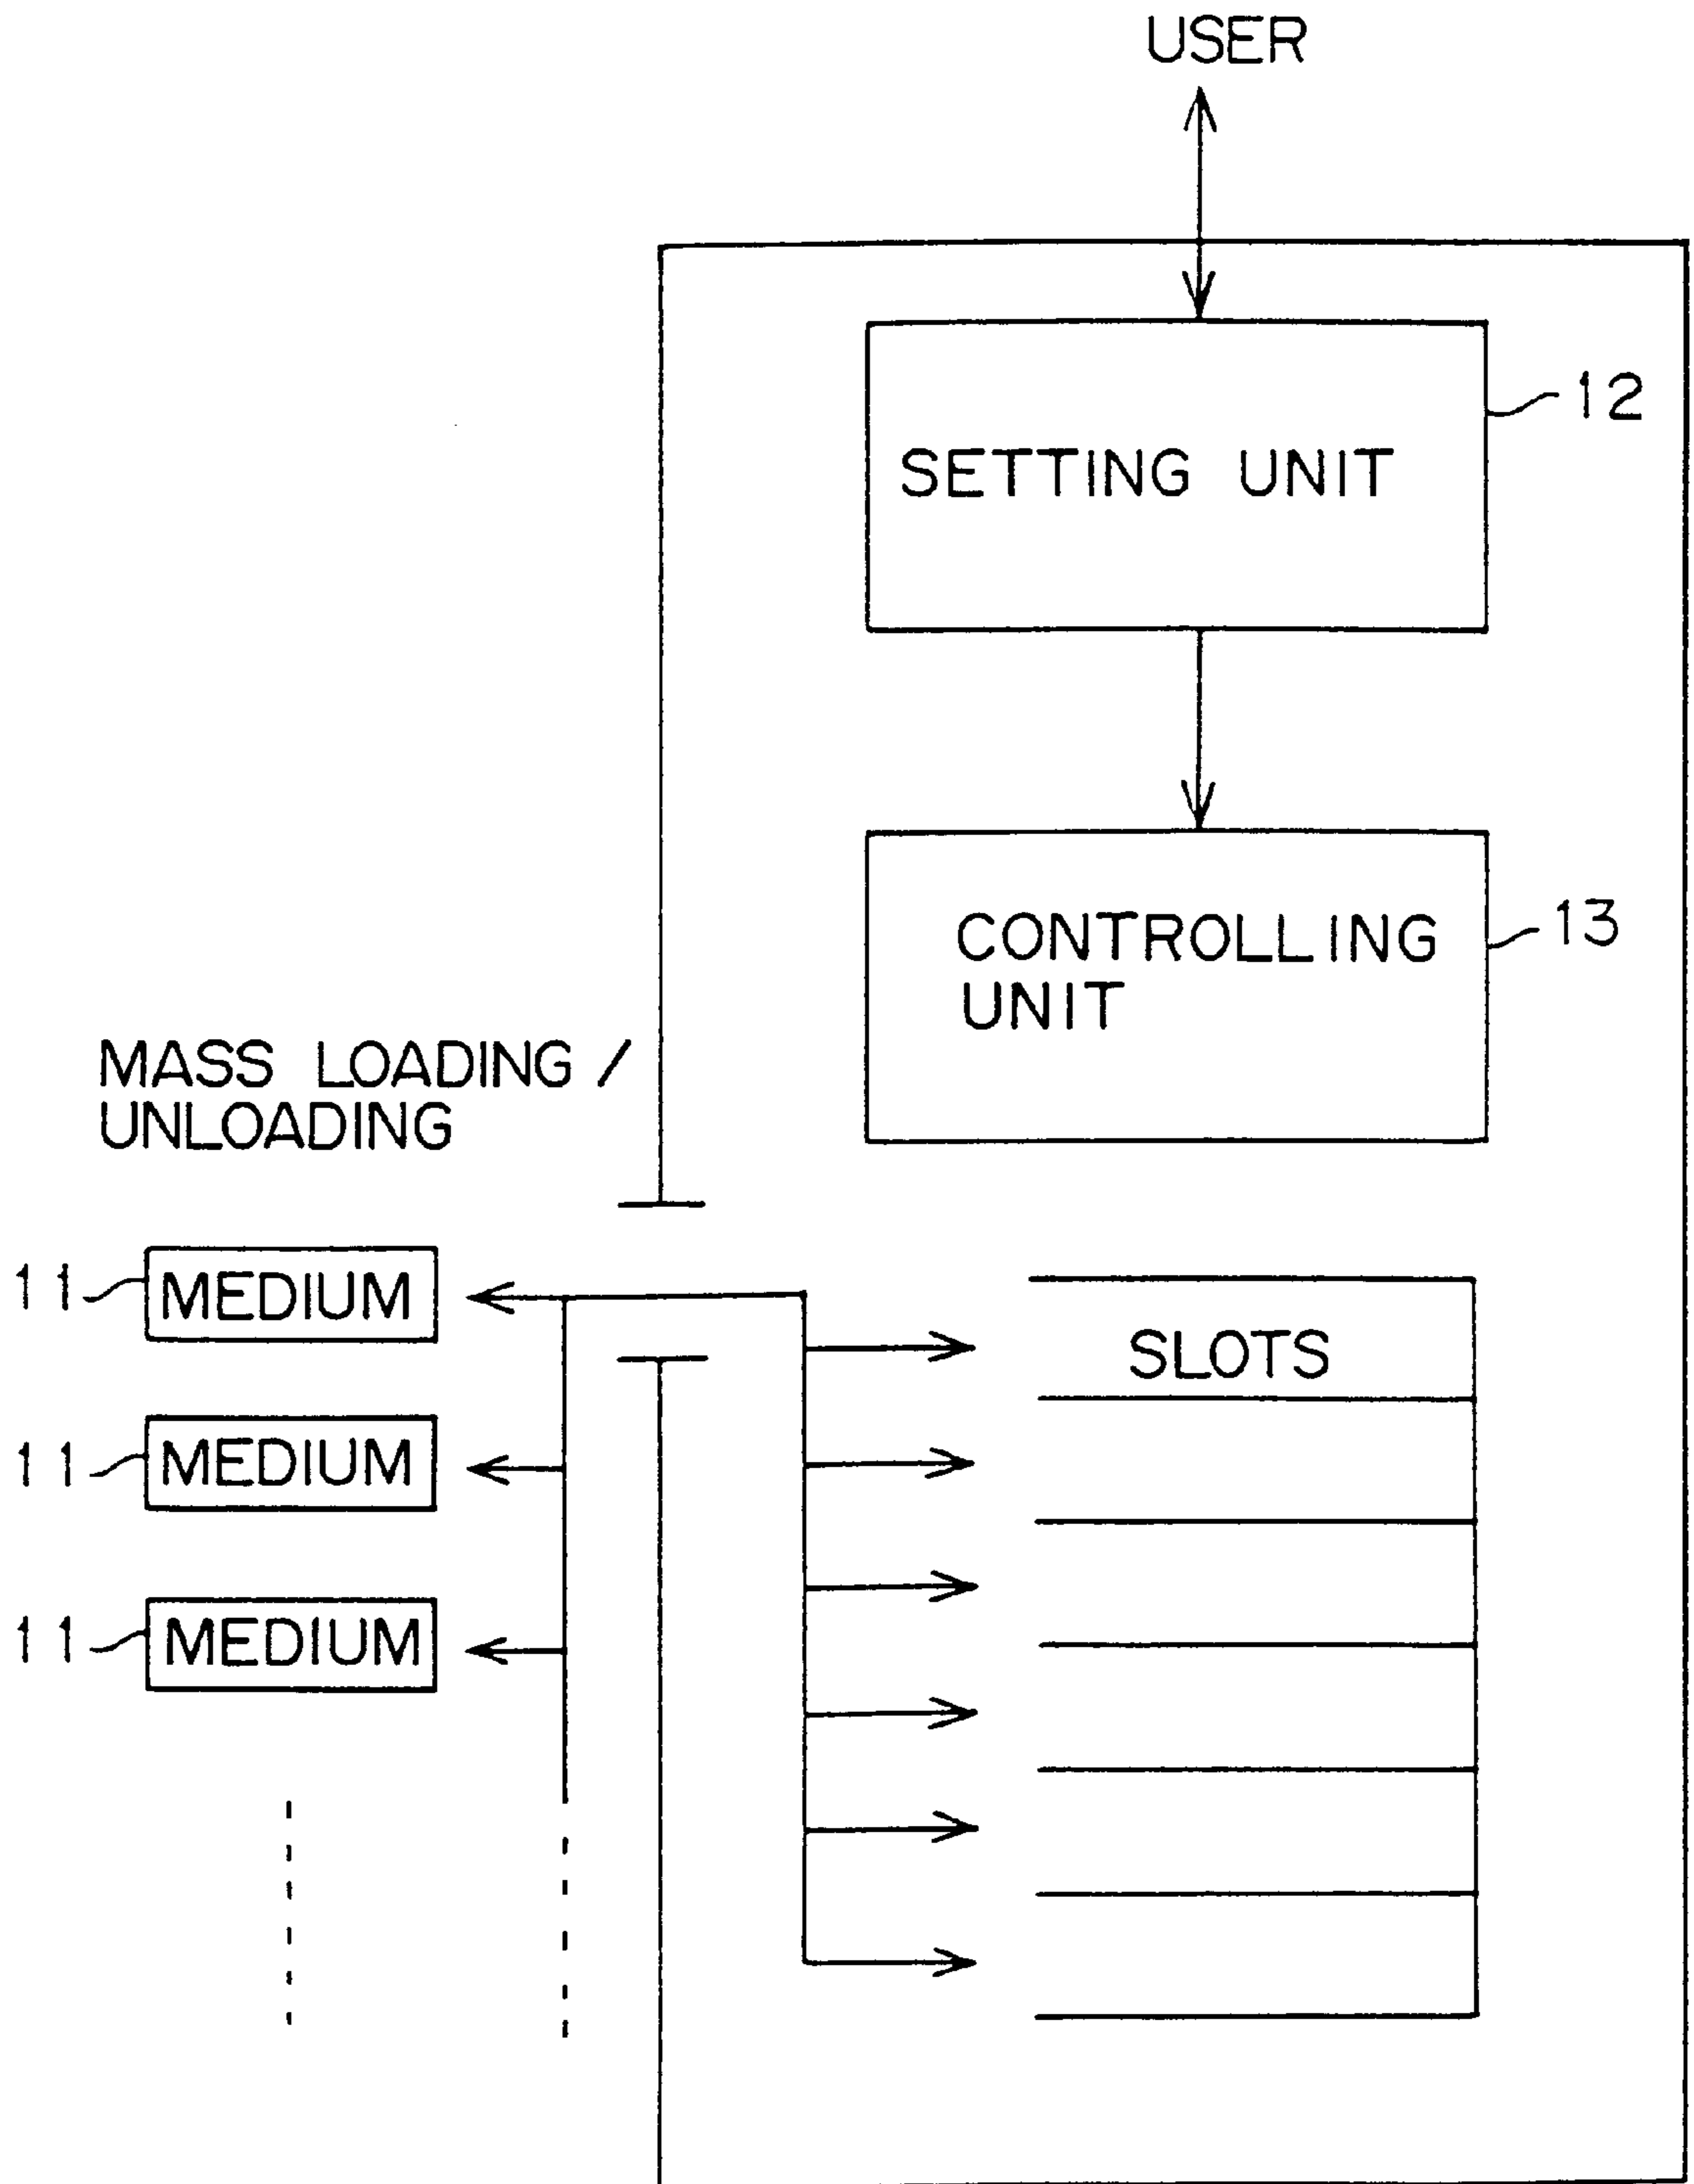 USER
12
SETTING UNIT
13
CONTROLLING
UNIT
MASS LOADING /
UNLOADING
11
MEDIUM
SLOTS
11
MEDIUM
11
MEDIUM